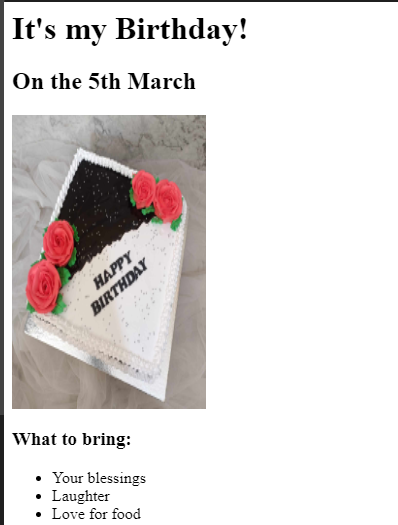 It's my Birthday!
On the 5th March
HAPPY
BIRTHDAY
What to bring:
Your blessings
Laughter
Love for food